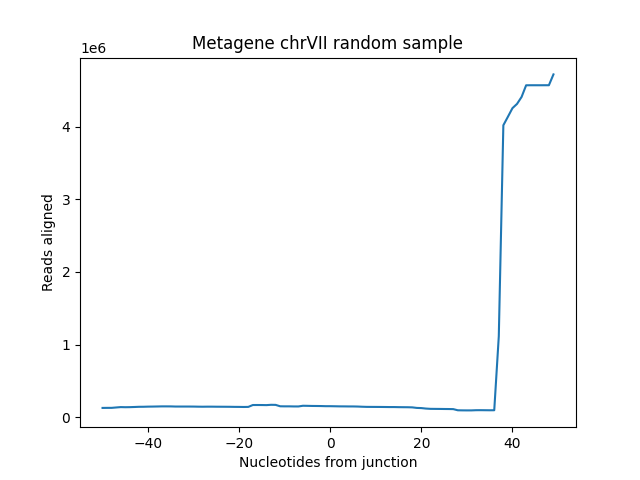 Metagene chrVII random sample
1e6
Reads aligned
4
3
2
1
0
−40
−20
0
20
40
Nucleotides from junction